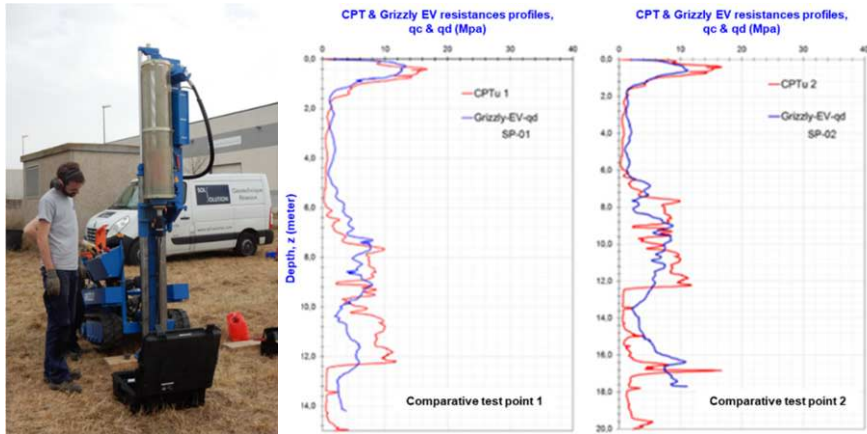 SOL
SOLUTION
Géotechnique
Réseaux
GRIZZLY
CPT & Grizzly EV resistances profiles,
qc & qd (Mpa)
0 10 20 30 40
0,0
2,0
4,0
6,0
8,0
10,0
12,0
14,0
Depth, z (meter)
CPTu 1
Grizzly-EV-qd
SP-01
Comparative test point 1
CPT & Grizzly EV resistances profiles,
qc & qd (Mpa)
0 10 20 30 40
0,0
2,0
4,0
6,0
8,0
10,0
12,0
14,0
16,0
18,0
20,0
CPTu 2
Grizzly-EV-qd
SP-02
Comparative test point 2